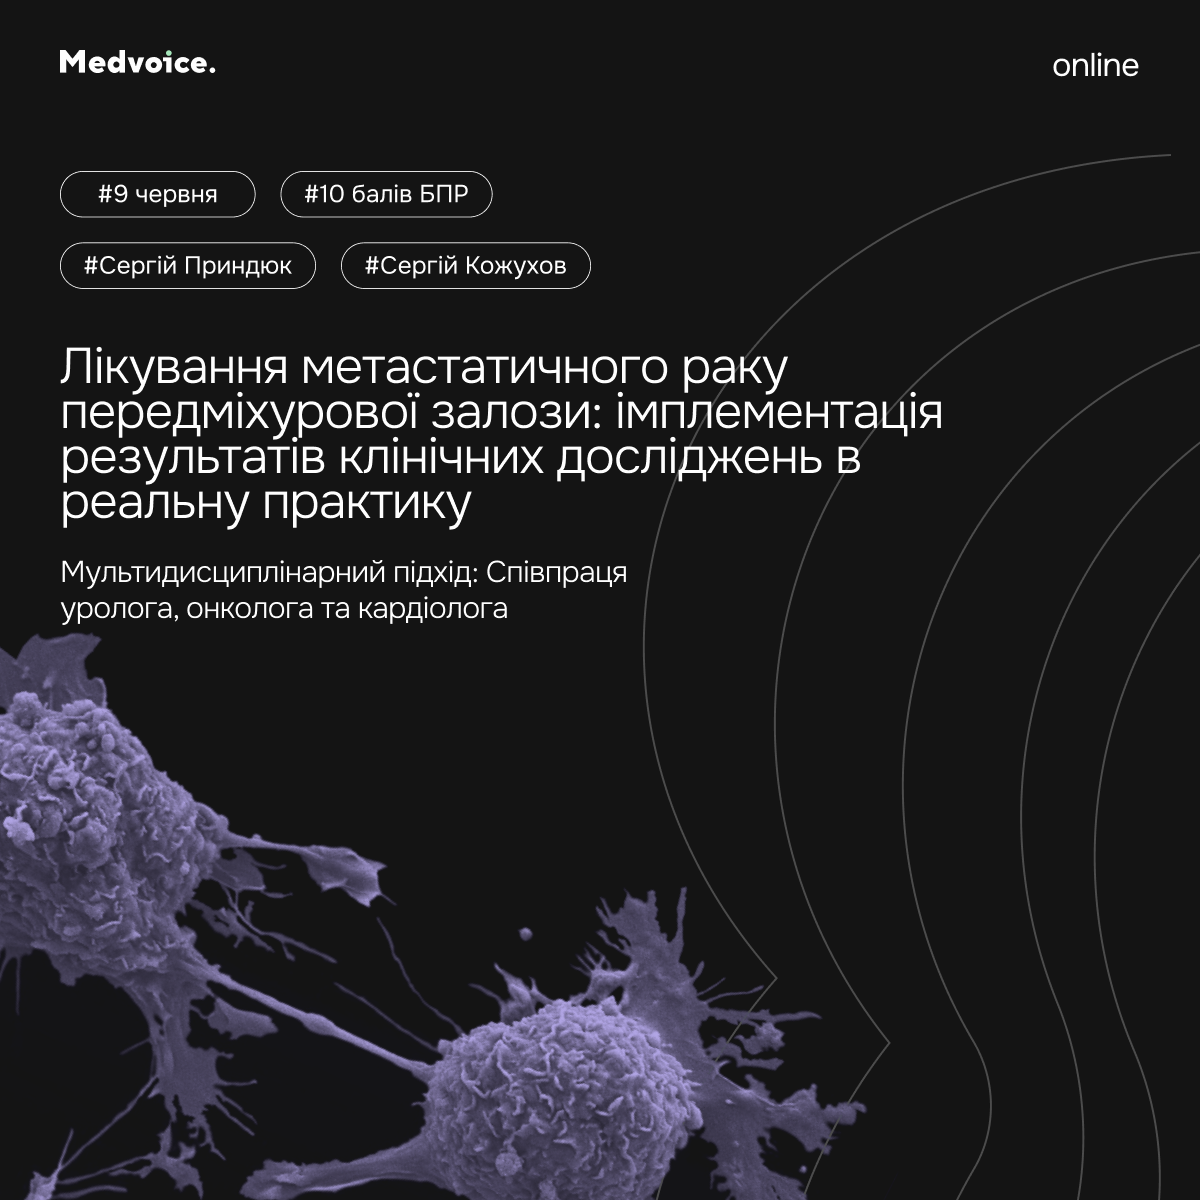 Medvoice.
online
#9 червня
#10 балів БПР
#Сергій Приндюк
#Сергій Кожухов
Лікування метастатичного раку
передміхурової залози: імплементація
результатів клінічних досліджень в
реальну практику
Мультидисциплінарний підхід: Співпраця
уролога, онколога та кардіолога